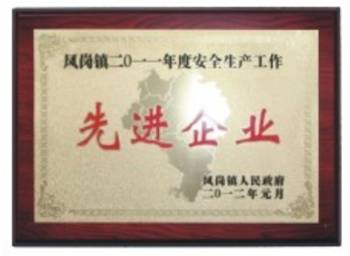 凤岗镇二〇一一年度安全生产工作
先进企业
凤岗镇人民政府
二〇一二年元月